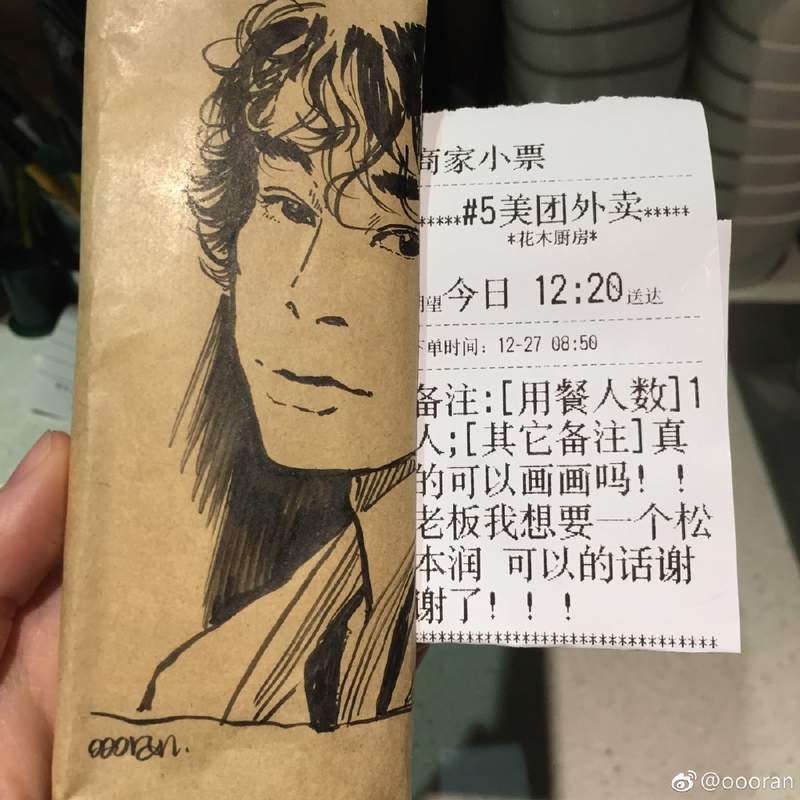 商家小票
*****#5美团外卖*****
*花木厨房*
期望今日 12:20送达
下单时间: 12-27 08:50
备注:[用餐人数]1
人;[其它备注]真
的可以画画吗!!
老板我想要一个松
本润 可以的话谢
谢了!!!
**********************************
oooran.
@oooran